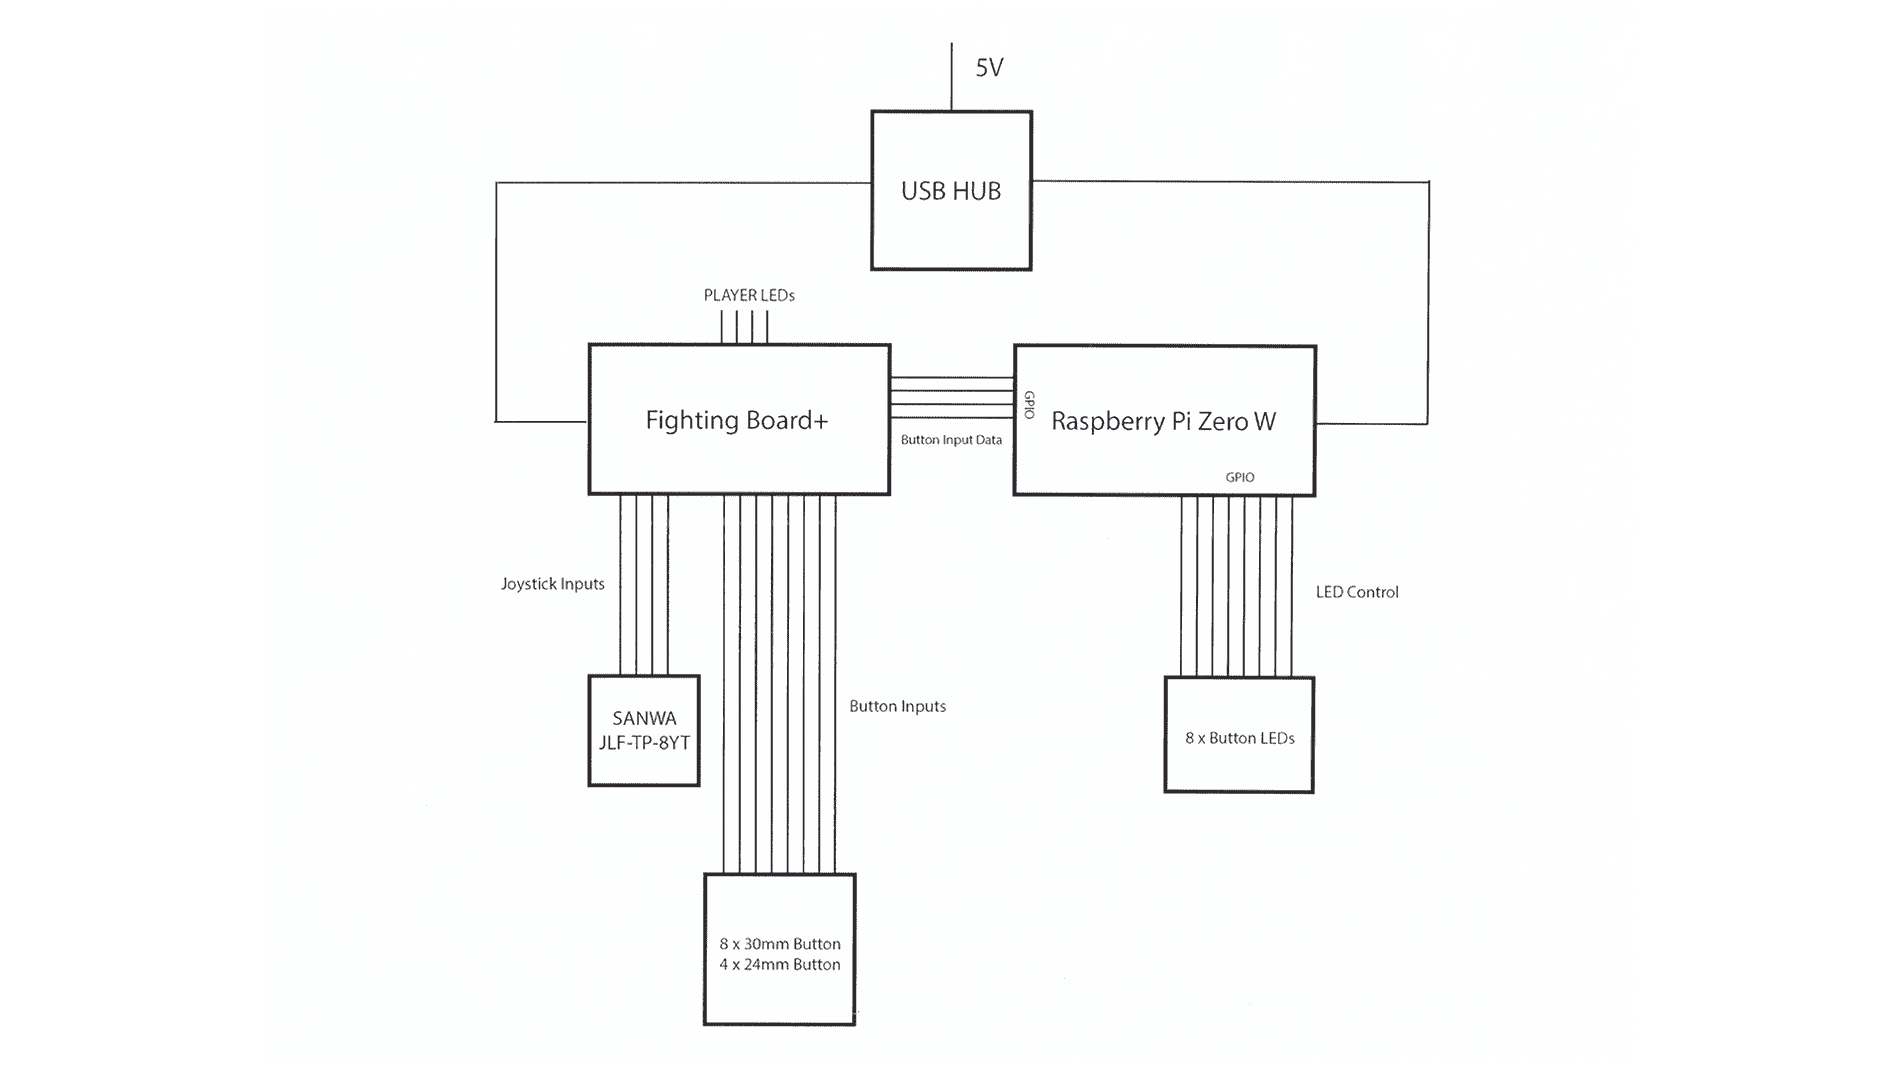 5V
USB HUB
PLAYER LEDs
Fighting Board+
Button Input Data
GPIO
Raspberry Pi Zero W
GPIO
Joystick Inputs
LED Control
SANWA
JLF-TP-8YT
Button Inputs
8 x Button LEDs
8 x 30mm Button
4 x 24mm Button